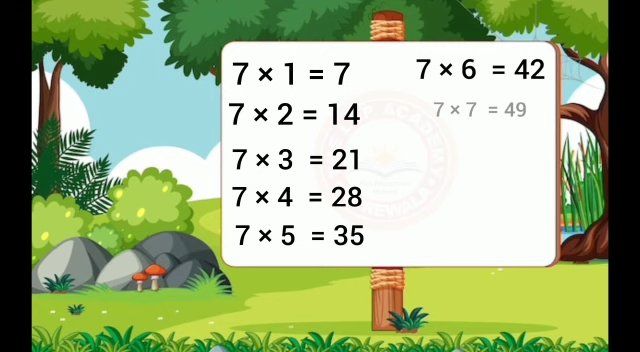 7 × 1 = 7
7 × 2 = 14
7 × 3 = 21
7 × 4 = 28
7 × 5 = 35
7 × 6 = 42
7 × 7 = 49
ACADEMY